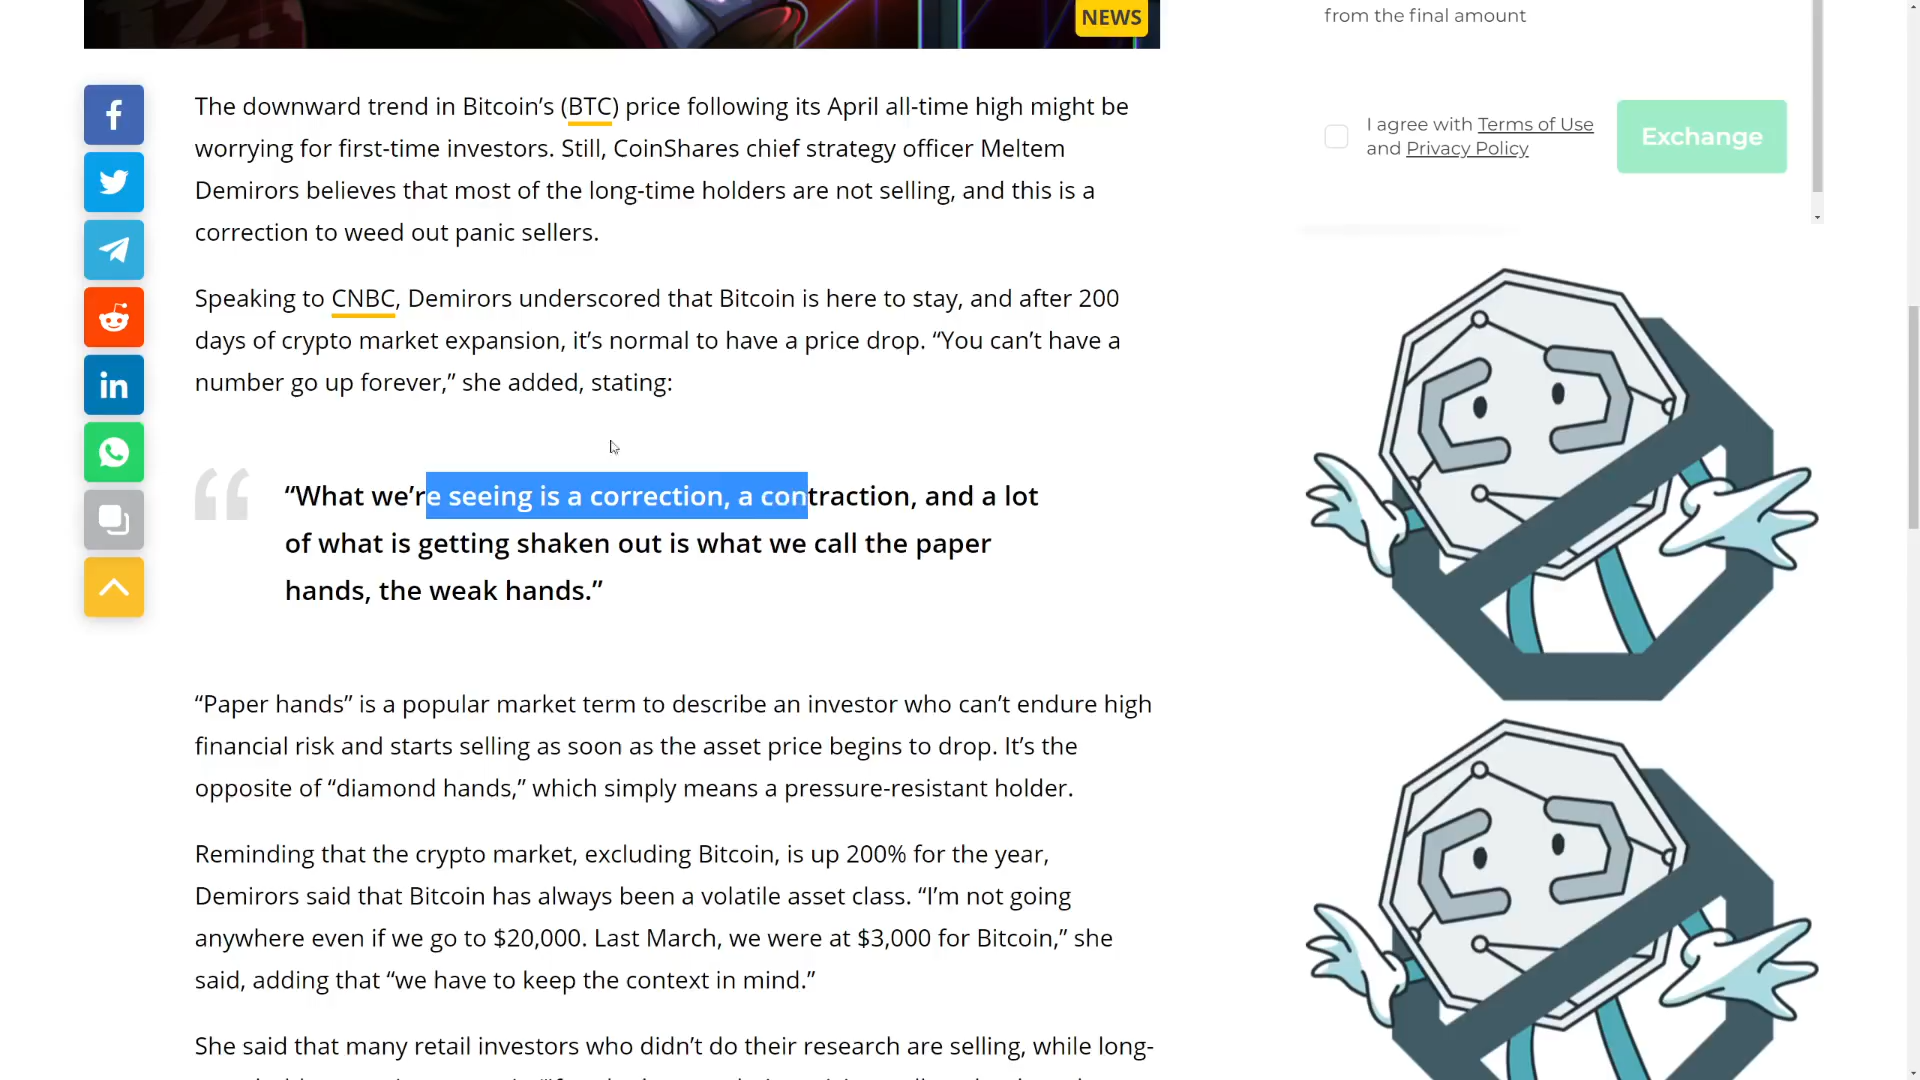 NEWS
from the final amount
I agree with Terms of Use
and Privacy Policy
Exchange
The downward trend in Bitcoin’s (BTC) price following its April all-time high might be
worrying for first-time investors. Still, CoinShares chief strategy officer Meltem
Demirors believes that most of the long-time holders are not selling, and this is a
correction to weed out panic sellers.
Speaking to CNBC, Demirors underscored that Bitcoin is here to stay, and after 200
days of crypto market expansion, it’s normal to have a price drop. “You can’t have a
number go up forever,” she added, stating:
“What we’re seeing is a correction, a contraction, and a lot
of what is getting shaken out is what we call the paper
hands, the weak hands.”
“Paper hands” is a popular market term to describe an investor who can’t endure high
financial risk and starts selling as soon as the asset price begins to drop. It’s the
opposite of “diamond hands,” which simply means a pressure-resistant holder.
Reminding that the crypto market, excluding Bitcoin, is up 200% for the year,
Demirors said that Bitcoin has always been a volatile asset class. “I’m not going
anywhere even if we go to $20,000. Last March, we were at $3,000 for Bitcoin,” she
said, adding that “we have to keep the context in mind.”
She said that many retail investors who didn’t do their research are selling, while long-